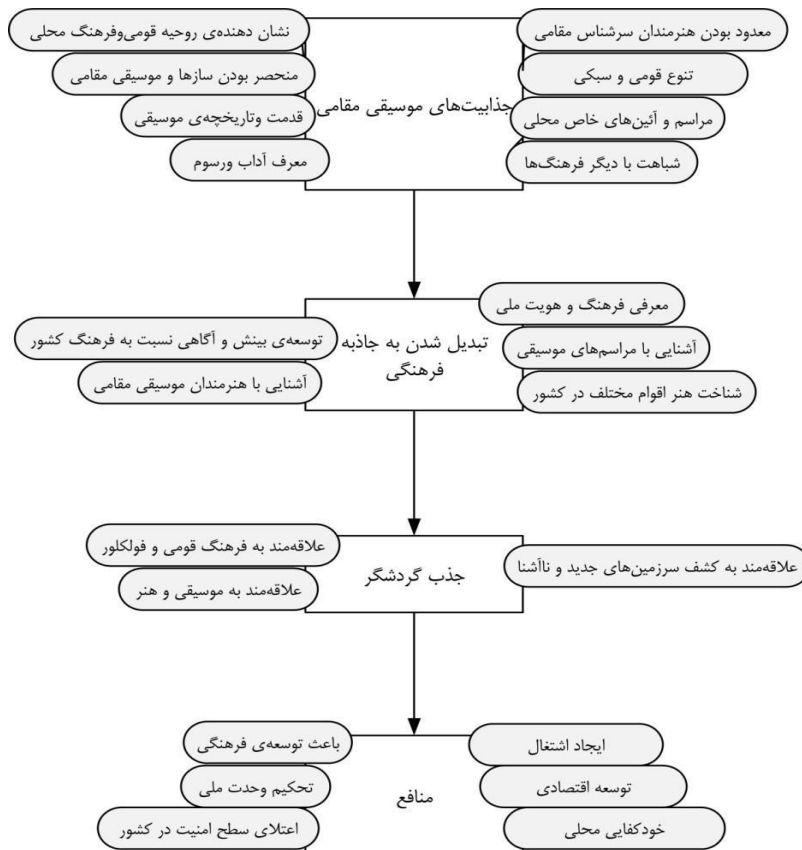 معدود بودن هنرمندان سرشناس مقامی
تنوع قومی و سبکی
مراسم و آئین‌های خاص محلی
شباهت با دیگر فرهنگ‌ها
جذابیت‌های موسیقی مقامی
نشان دهنده‌ی روحیه قومی‌وفرهنگ محلی
منحصر بودن سازها و موسیقی مقامی
قدمت وتاریخچه‌ی موسیقی
معرف آداب ورسوم
معرفی فرهنگ و هویت ملی
آشنایی با مراسم‌های موسیقی
شناخت هنر اقوام مختلف در کشور
تبدیل شدن به جاذبه
فرهنگی
توسعه‌ی بینش و آگاهی نسبت به فرهنگ کشور
آشنایی با هنرمندان موسیقی مقامی
علاقه‌مند به کشف سرزمین‌های جدید و ناآشنا
جذب گردشگر
علاقه‌مند به فرهنگ قومی و فولکلور
علاقه‌مند به موسیقی و هنر
ایجاد اشتغال
توسعه اقتصادی
خودکفایی محلی
منافع
باعث توسعه‌ی فرهنگی
تحکیم وحدت ملی
اعتلای سطح امنیت در کشور